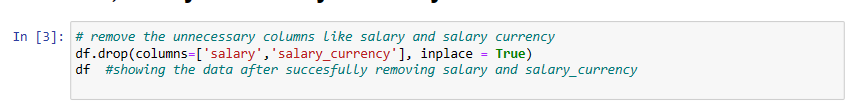 In [3]: # remove the unnecessary columns like salary and salary currency
df.drop(columns=['salary','salary_currency'], inplace = True)
df  #showing the data after succesfully removing salary and salary_currency